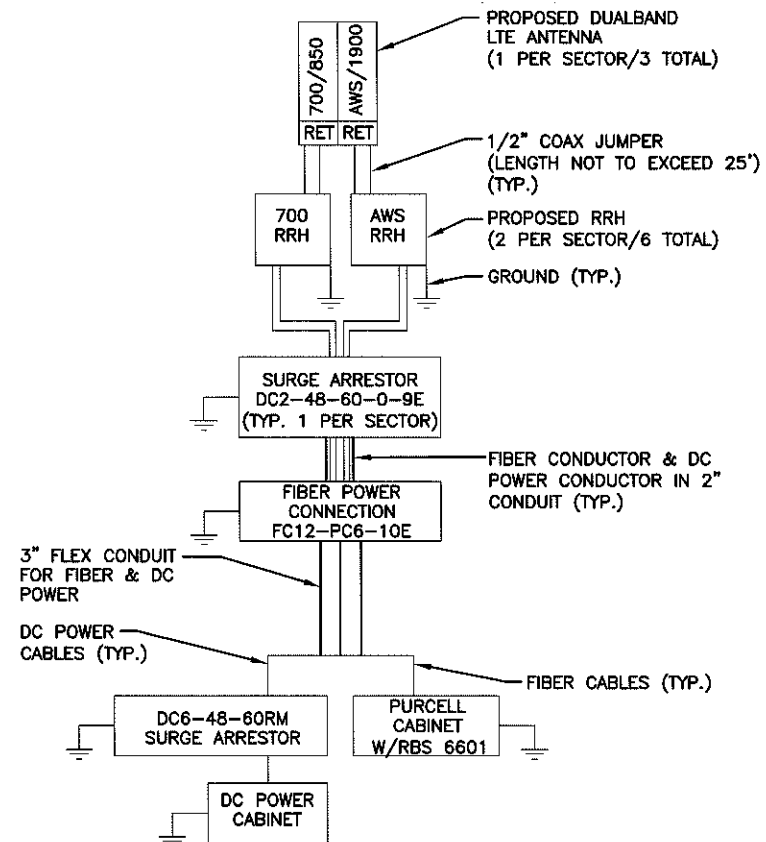 PROPOSED DUALBAND
LTE ANTENNA
(1 PER SECTOR/3 TOTAL)
700/850
AWS/1900
RET RET
1/2" COAX JUMPER
(LENGTH NOT TO EXCEED 25')
(TYP.)
700
RRH
AWS
RRH
PROPOSED RRH
(2 PER SECTOR/6 TOTAL)
GROUND (TYP.)
SURGE ARRESTOR
DC2-48-60-0-9E
(TYP. 1 PER SECTOR)
FIBER CONDUCTOR & DC
POWER CONDUCTOR IN 2"
CONDUIT (TYP.)
FIBER POWER
CONNECTION
FC12-PC6-10E
3" FLEX CONDUIT
FOR FIBER & DC
POWER
DC POWER
CABLES (TYP.)
FIBER CABLES (TYP.)
DC6-48-60RM
SURGE ARRESTOR
PURCELL
CABINET
W/RBS 6601
DC POWER
CABINET